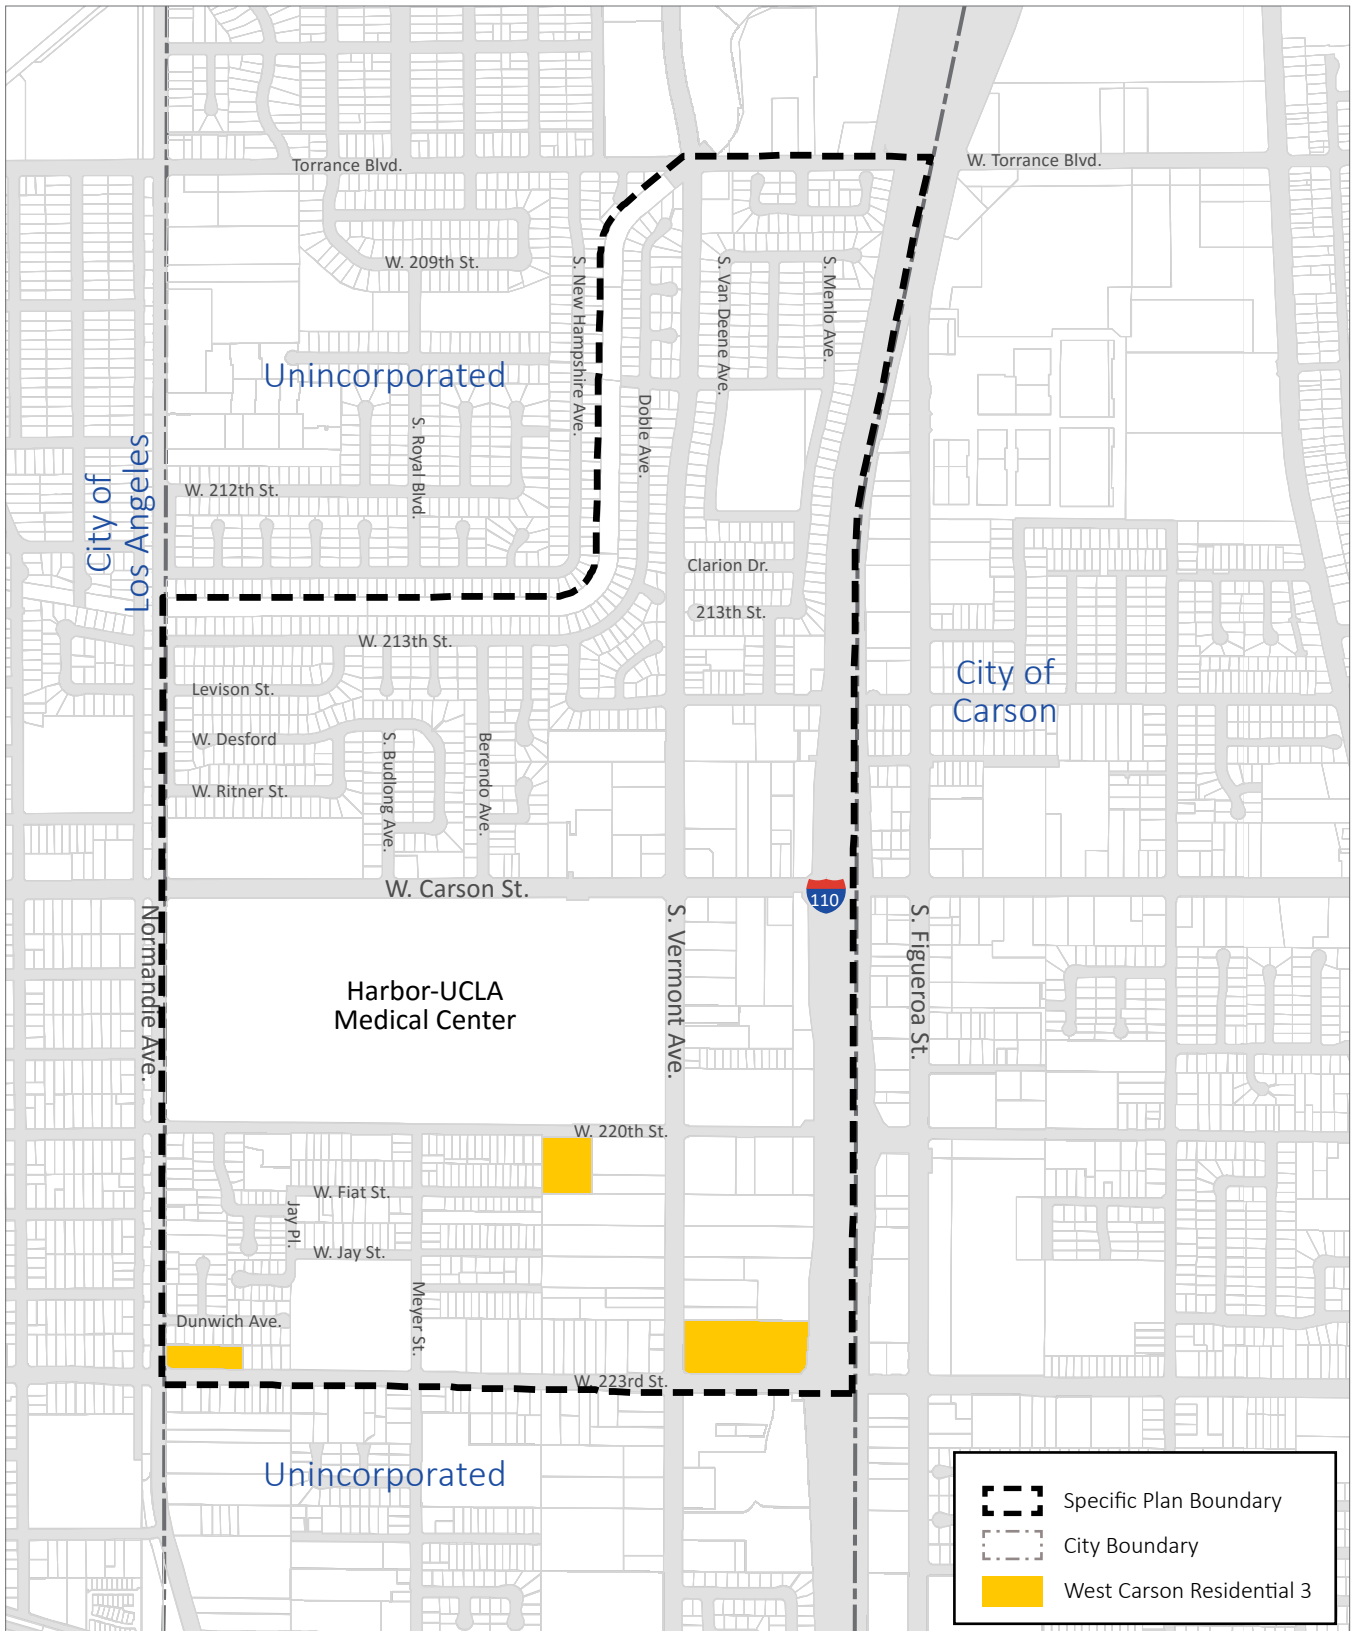 Torrance Blvd.
W. Torrance Blvd.
W. 209th St.
S. New Hampshire Ave.
S. Van Deene Ave.
S. Menlo Ave.
Unincorporated
Doble Ave.
S. Royal Blvd.
City of
Los Angeles
W. 212th St.
Clarion Dr.
213th St.
W. 213th St.
City of
Carson
Levison St.
W. Desford
S. Budlong Ave.
Berendo Ave.
W. Ritner St.
W. Carson St.
110
Normandie Ave.
S. Vermont Ave.
S. Figueroa St.
Harbor-UCLA
Medical Center
W. 220th St.
W. Fiat St.
Jay Pl.
W. Jay St.
Meyer St.
Dunwich Ave.
W. 223rd St.
Unincorporated
Specific Plan Boundary
City Boundary
West Carson Residential 3